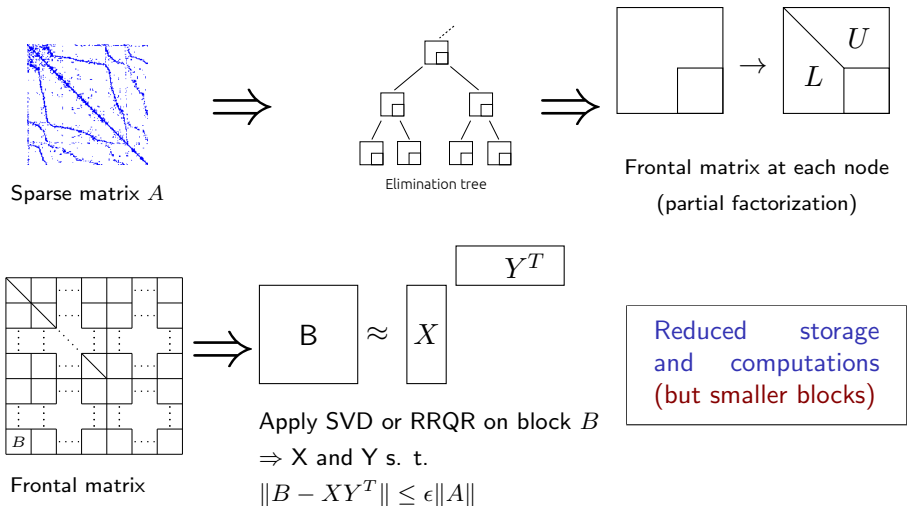 Sparse matrix A
Elimination tree
U
L
→
Frontal matrix at each node
(partial factorization)
B
Frontal matrix
B ≈ X Y^T
Apply SVD or RRQR on block B
⇒ X and Y s. t.
‖B − XY^T‖ ≤ ϵ‖A‖
Reduced storage
and computations
(but smaller blocks)